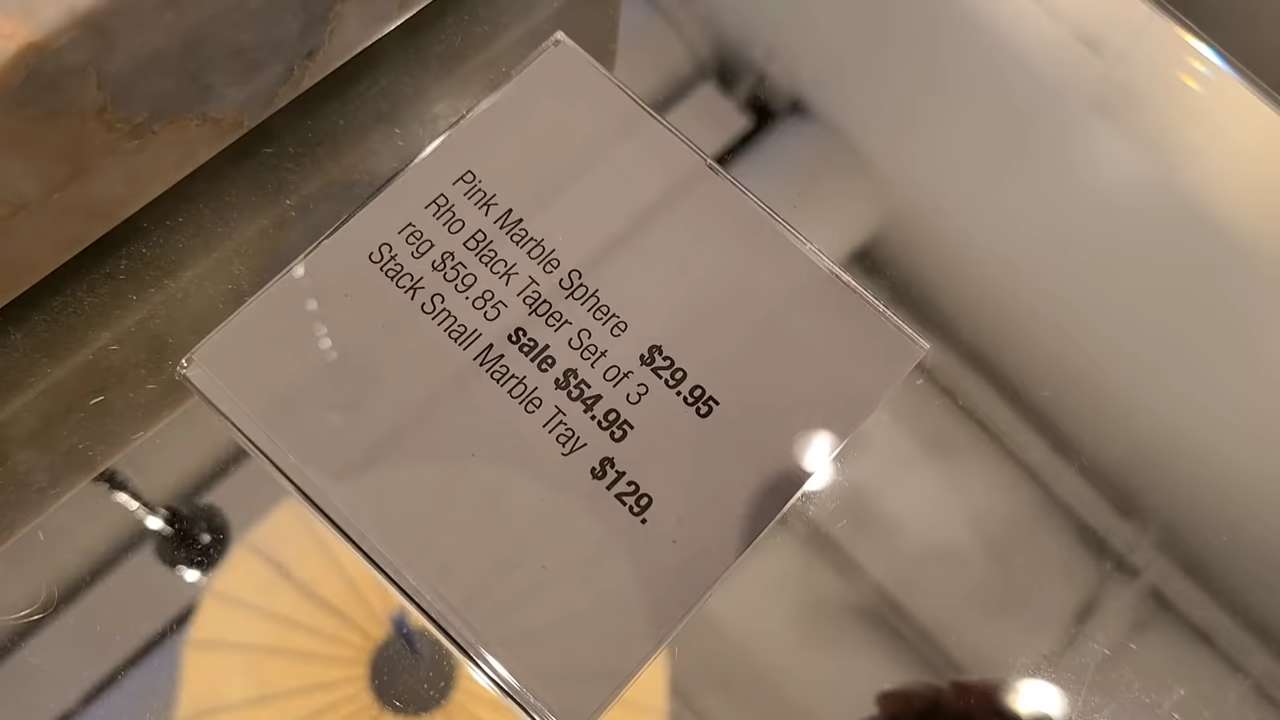 Pink Marble Sphere $29.95
Rho Black Taper Set of 3
reg $59.85 sale $54.95
Stack Small Marble Tray $129.